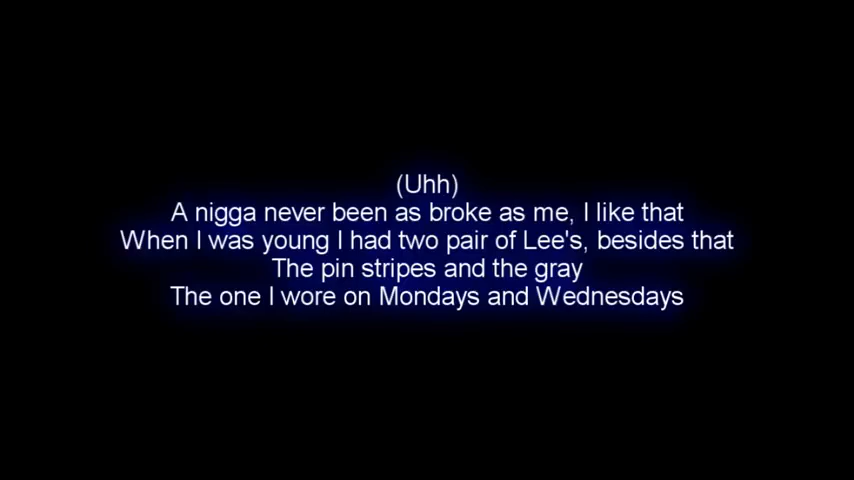 (Uhh)
A nigga never been as broke as me, I like that
When I was young I had two pair of Lee's, besides that
The pin stripes and the gray
The one I wore on Mondays and Wednesdays